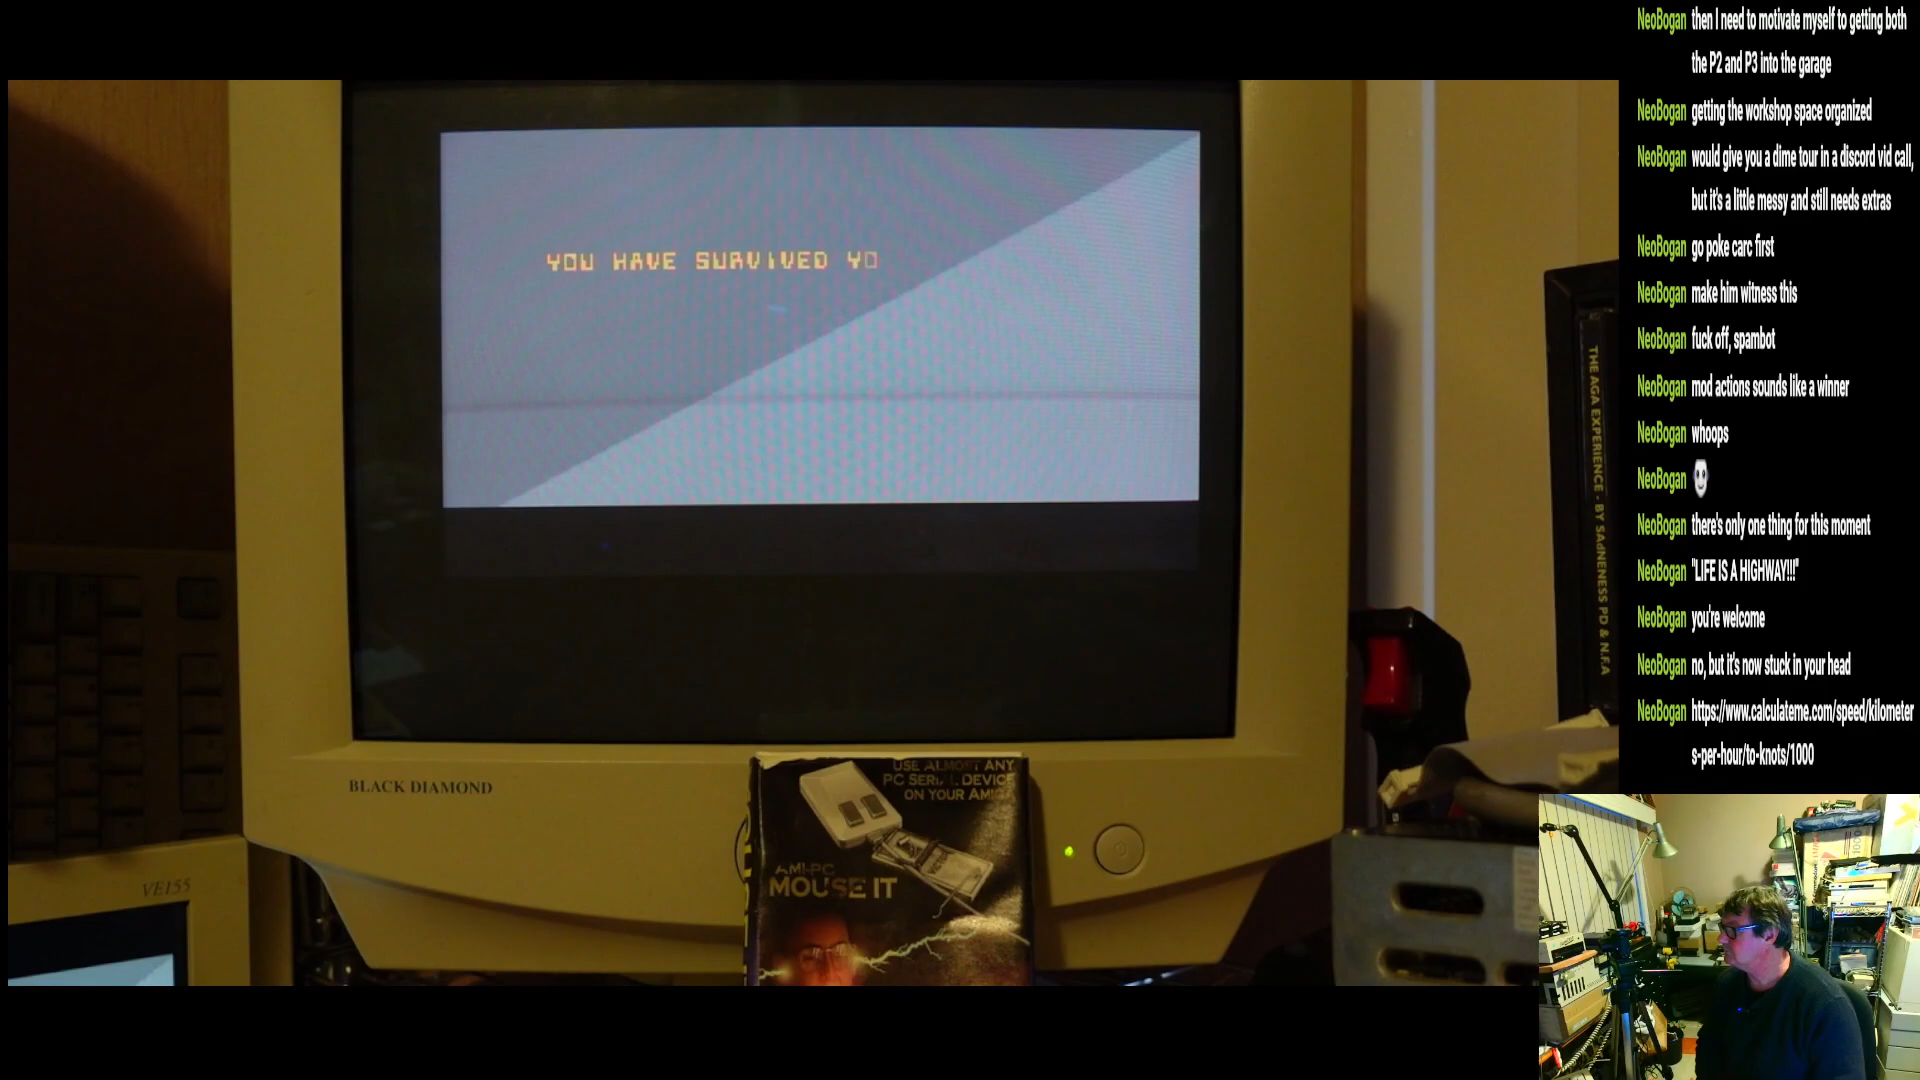 YOU HAVE SURVIVED YO
BLACK DIAMOND
VE155
USE ALMOST ANY
PC SERIAL DEVICE
ON YOUR AMIGA
AMI-PC
MOUSE IT
THE AGA EXPERIENCE - BY SAdNENESS PD & N.F.A
NeoBogan then I need to motivate myself to getting both
the P2 and P3 into the garage
NeoBogan getting the workshop space organized
NeoBogan would give you a dime tour in a discord vid call,
but it's a little messy and still needs extras
NeoBogan go poke carc first
NeoBogan make him witness this
NeoBogan fuck off, spambot
NeoBogan mod actions sounds like a winner
NeoBogan whoops
NeoBogan
NeoBogan there's only one thing for this moment
NeoBogan "LIFE IS A HIGHWAY!!!"
NeoBogan you're welcome
NeoBogan no, but it's now stuck in your head
NeoBogan https://www.calculateme.com/speed/kilometer
s-per-hour/to-knots/1000